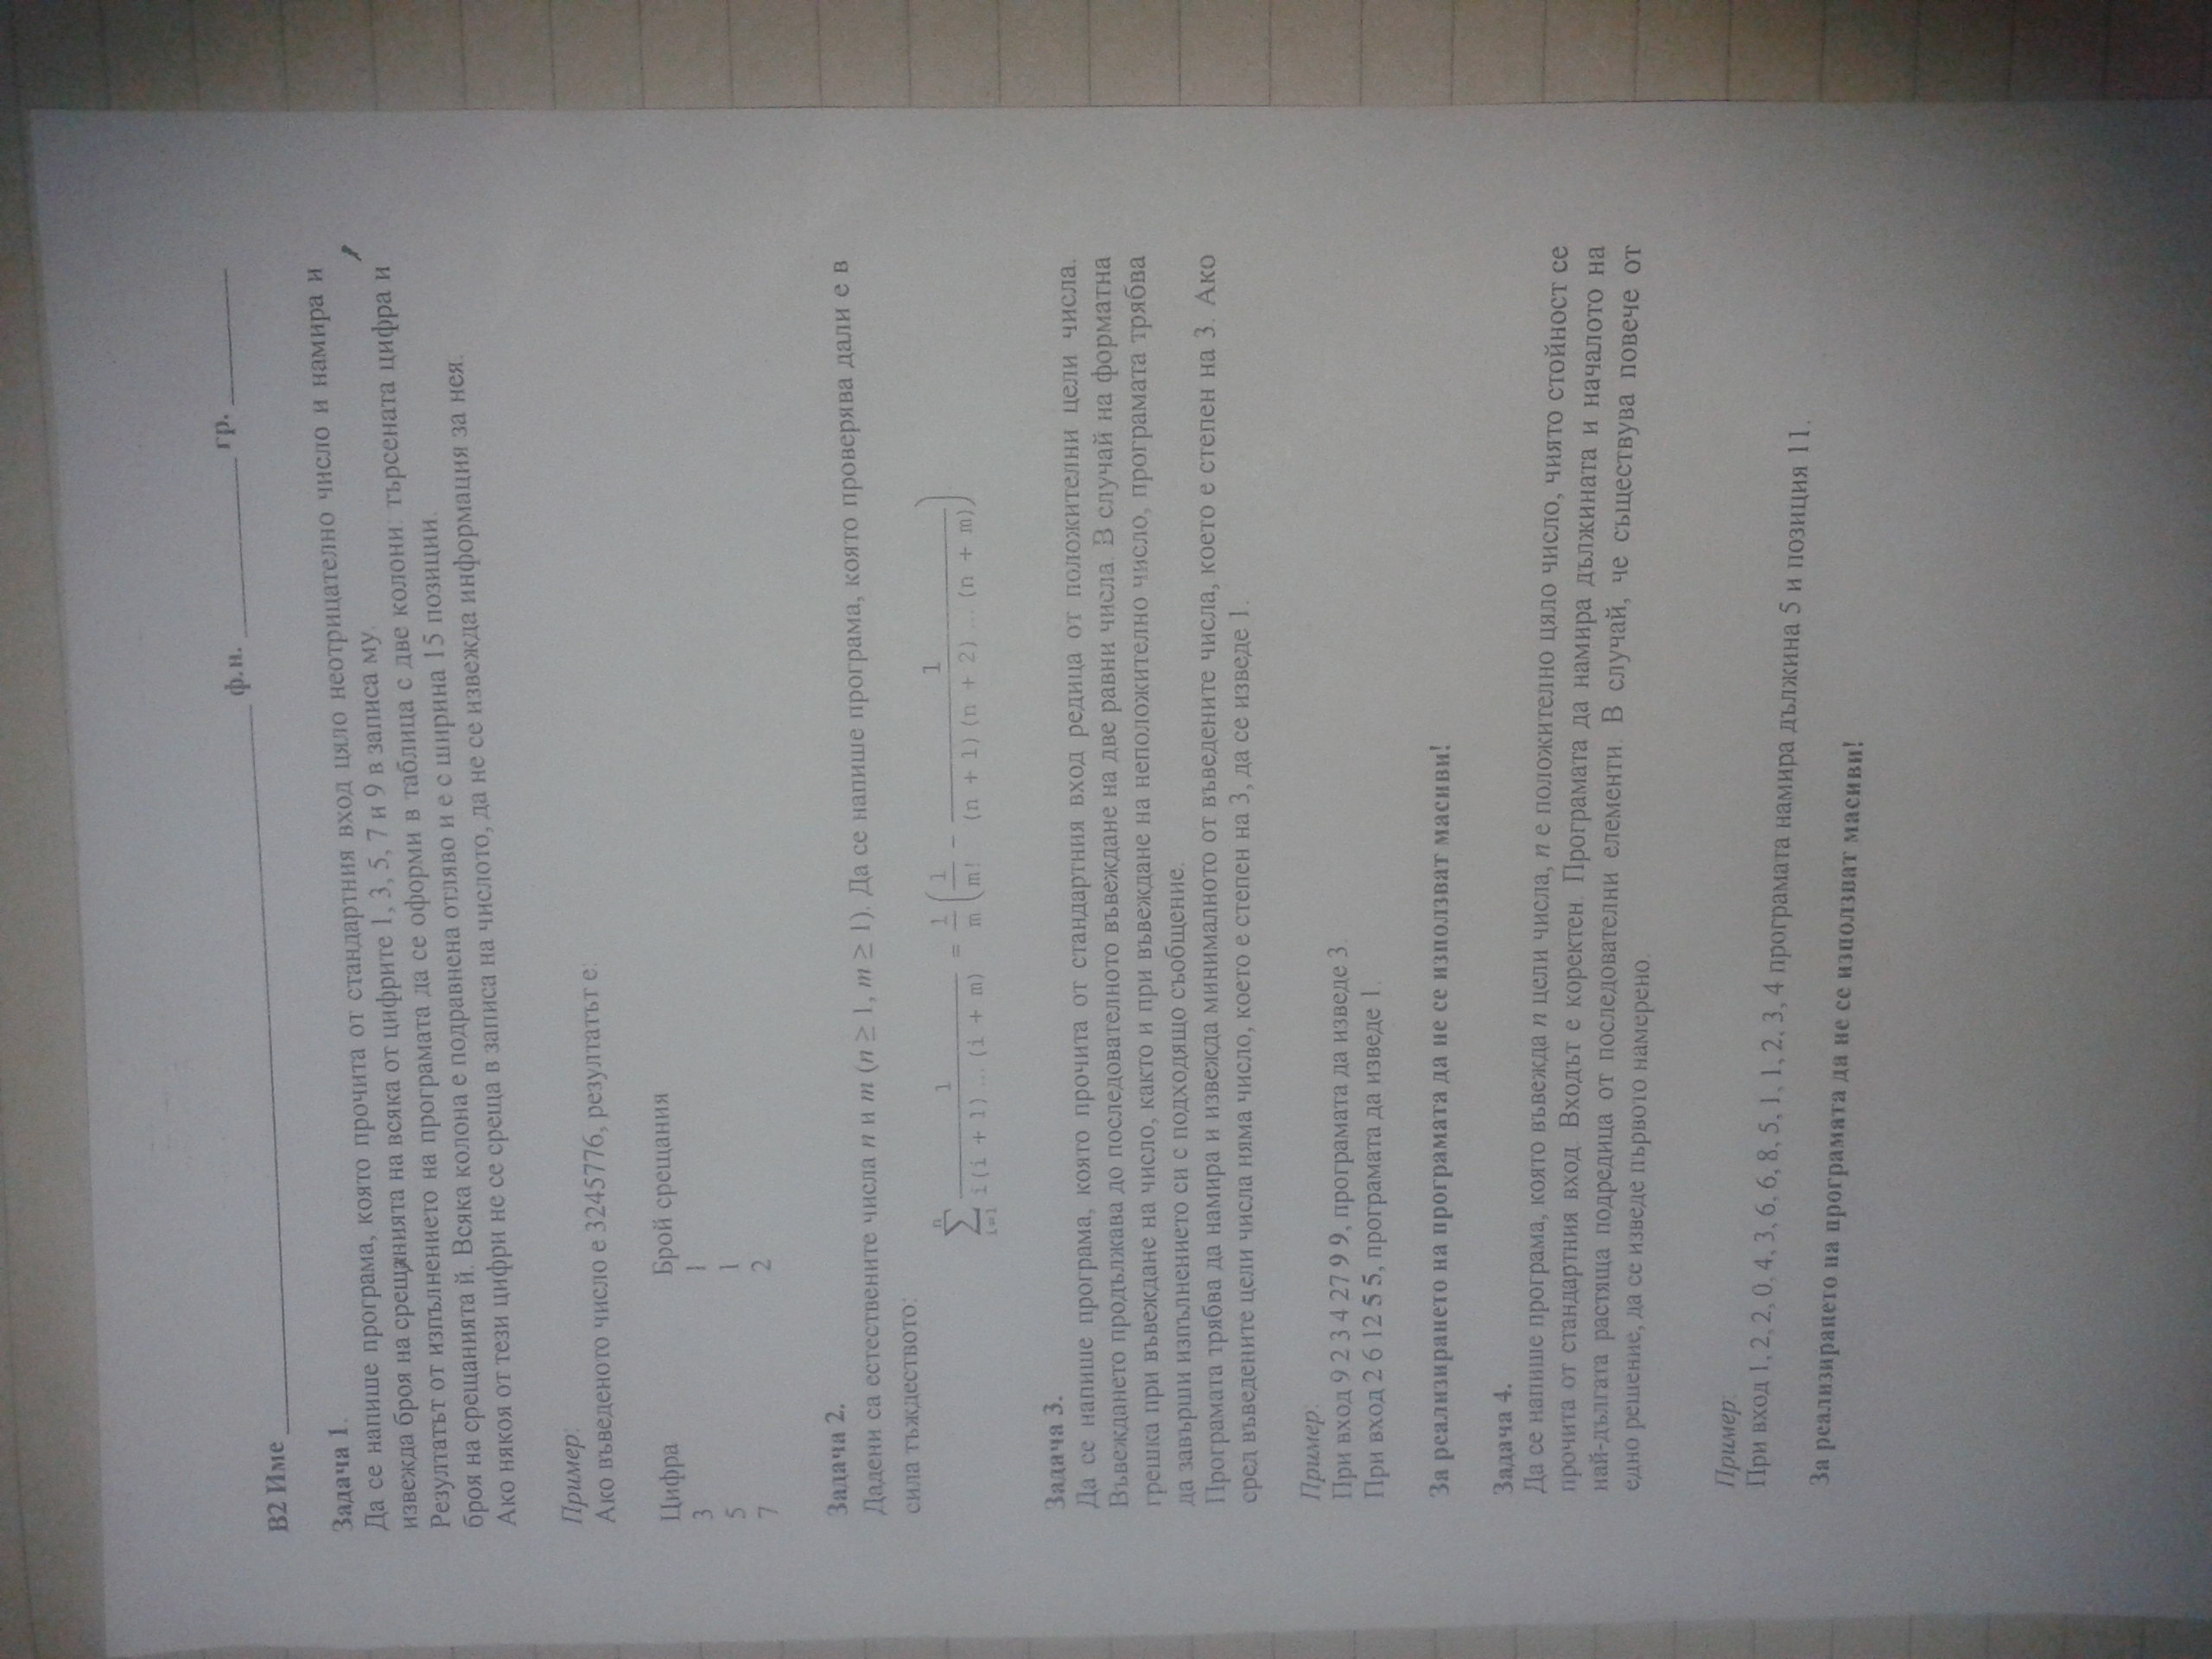 В2 Име ______________ ф.н. ______________ гр. __________
Задача 1.
Да се напише програма, която прочита от стандартния вход цяло неотрицателно число и намира и
извежда броя на срещанията на всяка от цифрите 1, 3, 5, 7 и 9 в записа му.
Резултатът от изпълнението на програмата да се оформи в таблица с две колони: търсената цифра и
броя на срещанията й. Всяка колона е подравнена отляво и е с ширина 15 позиции.
Ако някоя от тези цифри не се среща в записа на числото, да не се извежда информация за нея.
Пример:
Ако въведеното число е 3245776, резултатът е:
Цифра Брой срещания
3 1
5 1
7 2
Задача 2.
Дадени са естествените числа n и m (n ≥ 1, m ≥ 1). Да се напише програма, която проверява дали е в
сила тъждеството:
∑_{i=1}^{n} 1/(i(i + 1)...(i + m)) = 1/m (1/m! - 1/((n + 1)(n + 2)...(n + m)))
Задача 3.
Да се напише програма, която прочита от стандартния вход редица от положителни цели числа.
Въвеждането продължава до последователното въвеждане на две равни числа. В случай на форматна
грешка при въвеждане на число, както и при въвеждане на неположително число, програмата трябва
да завърши изпълнението си с подходящо съобщение.
Програмата трябва да намира и извежда минималното от въведените числа, което е степен на 3. Ако
сред въведените цели числа няма число, което е степен на 3, да се изведе 1.
Пример:
При вход 9 2 3 4 27 9 9, програмата да изведе 3.
При вход 2 6 12 5 5, програмата да изведе 1.
За реализирането на програмата да не се използват масиви!
Задача 4.
Да се напише програма, която въвежда n цели числа, n е положително цяло число, чиято стойност се
прочита от стандартния вход. Входът е коректен. Програмата да намира дължината и началото на
най-дългата растяща подредица от последователни елементи. В случай, че съществува повече от
едно решение, да се изведе първото намерено.
Пример:
При вход 1, 2, 2, 0, 4, 3, 6, 6, 8, 5, 1, 1, 2, 3, 4 програмата намира дължина 5 и позиция 11.
За реализирането на програмата да не се използват масиви!